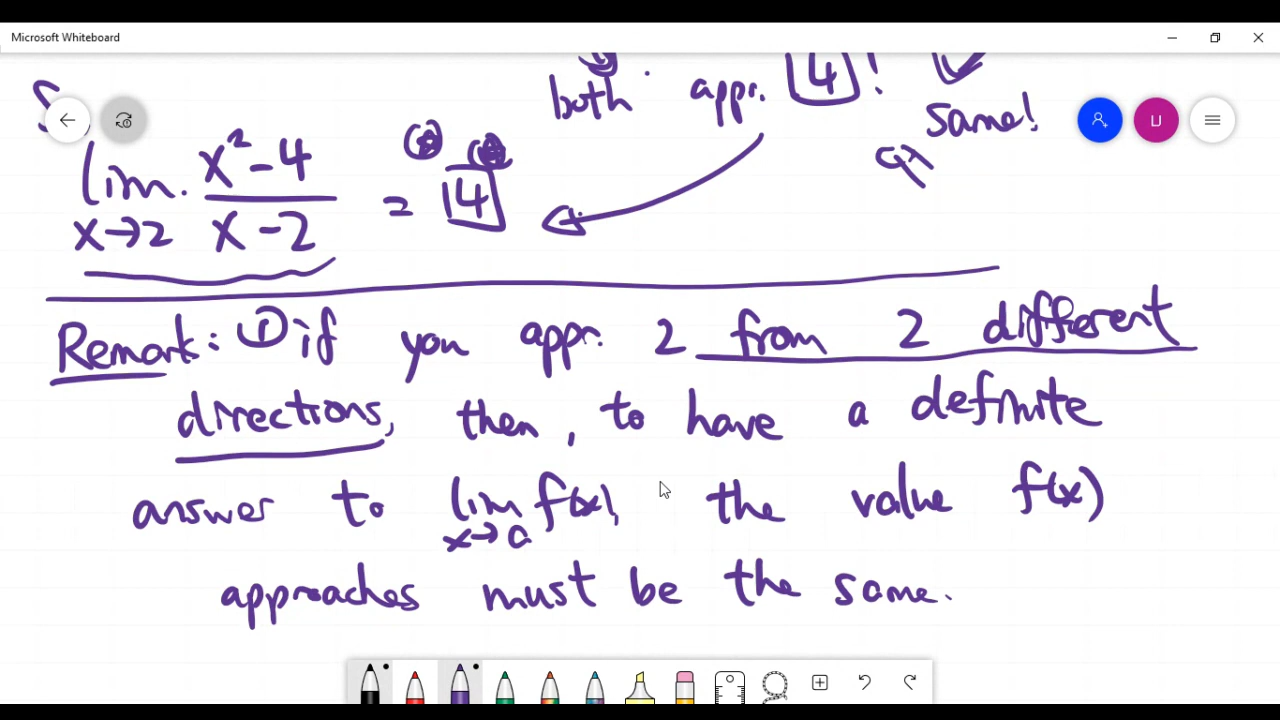 Microsoft Whiteboard
both appr. 4!
same!
lim. x²-4 / x-2 = 4
x→2
Remark: ① if you appr. 2 from 2 different
directions, then, to have a definite
answer to lim f(x), the value f(x)
x→a
approaches must be the same.